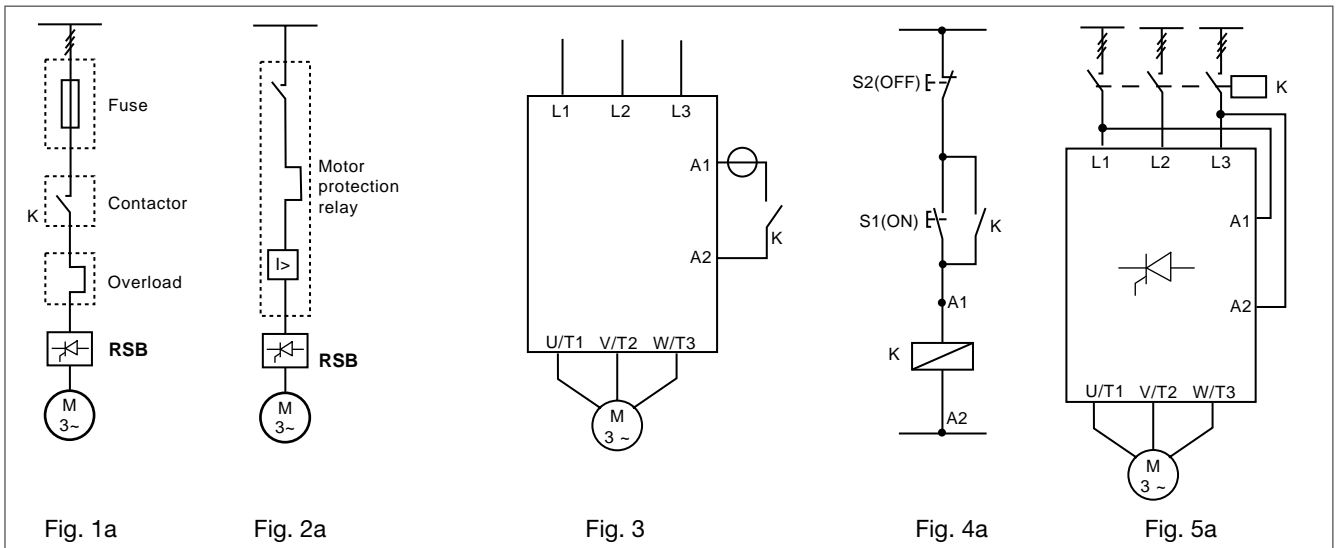 Fuse
K
Contactor
Overload
RSB
M
3~
Fig. 1a
Motor
protection
relay
I>
RSB
M
3~
Fig. 2a
L1 L2 L3
A1
K
A2
U/T1 V/T2 W/T3
M
3 ~
Fig. 3
S2(OFF)
S1(ON)
K
A1
K
A2
Fig. 4a
K
L1 L2 L3
A1
A2
U/T1 V/T2 W/T3
M
3 ~
Fig. 5a